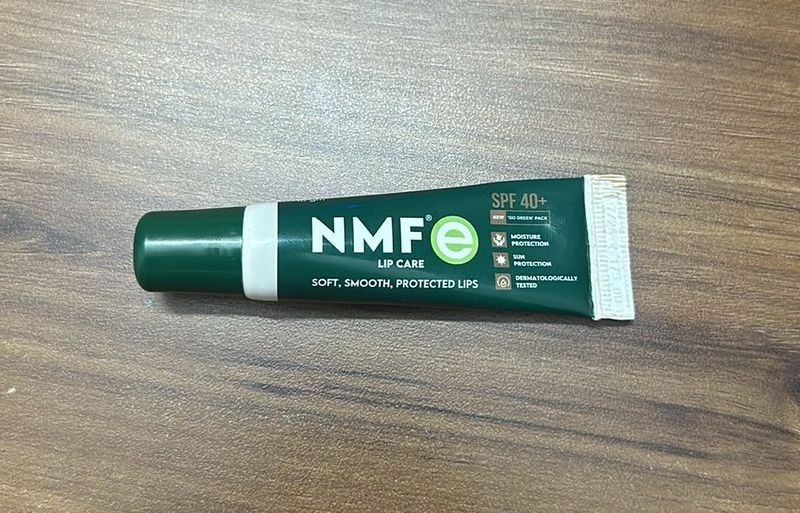 NMF® e
LIP CARE
SOFT, SMOOTH, PROTECTED LIPS
SPF 40+
NEW 'GO GREEN' PACK
MOISTURE
PROTECTION
SUN
PROTECTION
DERMATOLOGICALLY
TESTED